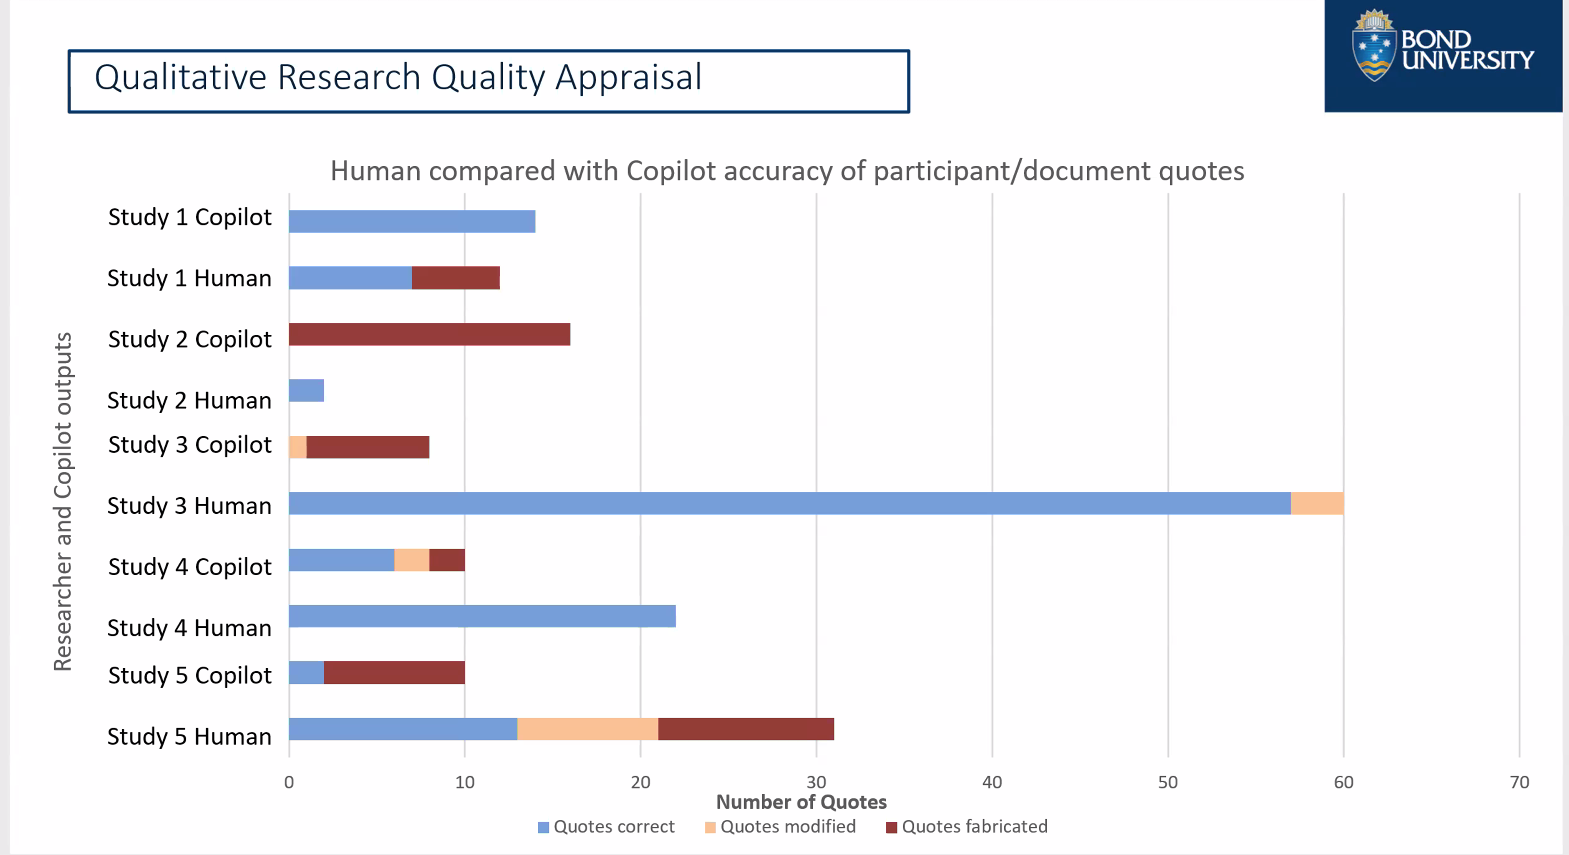 Qualitative Research Quality Appraisal
BOND
UNIVERSITY
Human compared with Copilot accuracy of participant/document quotes
Researcher and Copilot outputs
Study 1 Copilot
Study 1 Human
Study 2 Copilot
Study 2 Human
Study 3 Copilot
Study 3 Human
Study 4 Copilot
Study 4 Human
Study 5 Copilot
Study 5 Human
0 10 20 30 40 50 60 70
Number of Quotes
Quotes correct Quotes modified Quotes fabricated